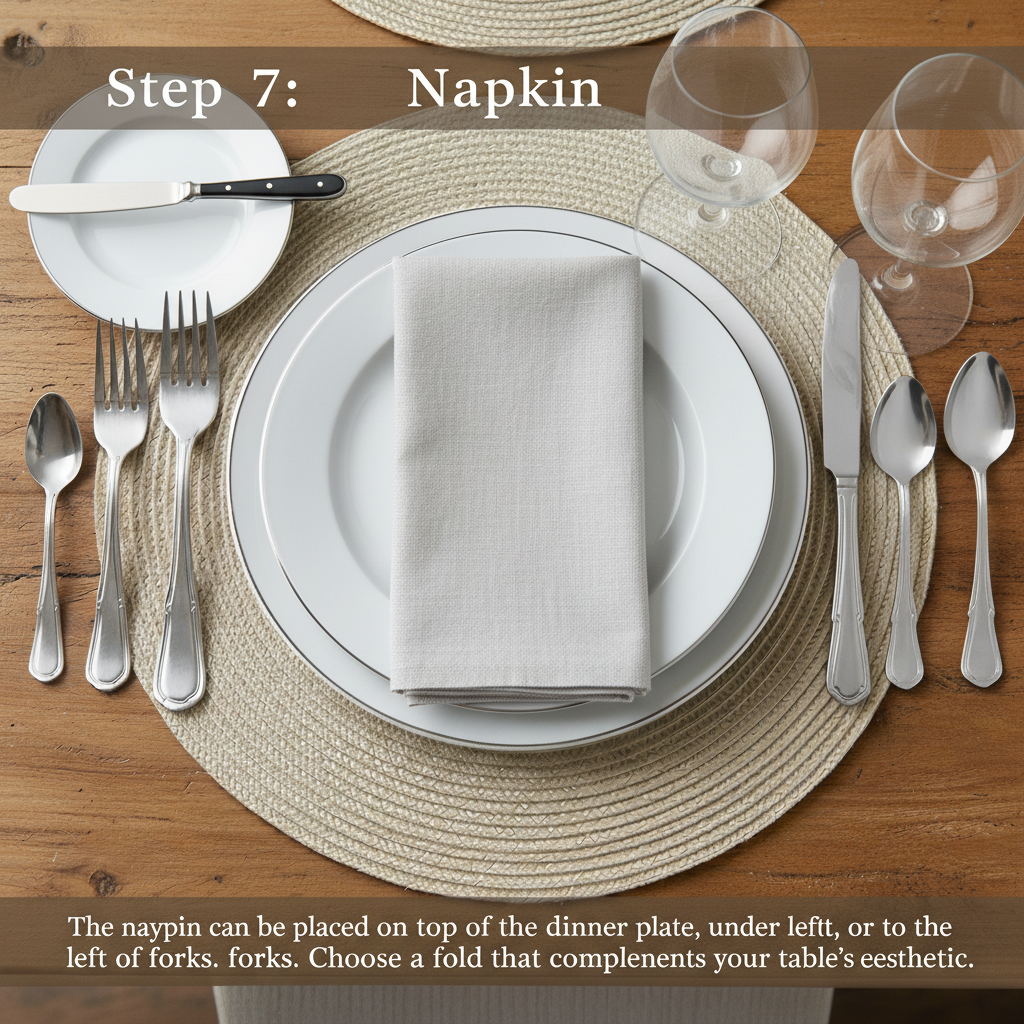 Step 7: Napkin
The naypin can be placed on top of the dinner plate, under leftt, or to the
left of forks. forks. Choose a fold that complenents your table's eesthetic.